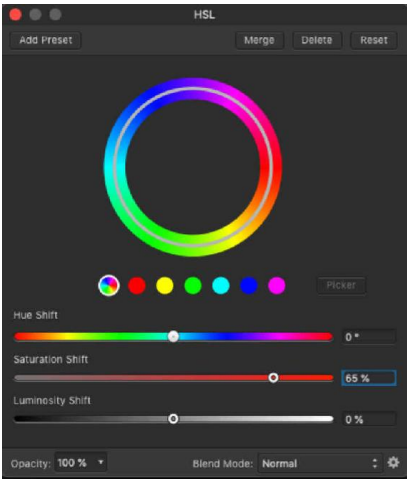 HSL
Add Preset Merge Delete Reset
Picker
Hue Shift
0 °
Saturation Shift
65 %
Luminosity Shift
0 %
Opacity: 100 % Blend Mode: Normal